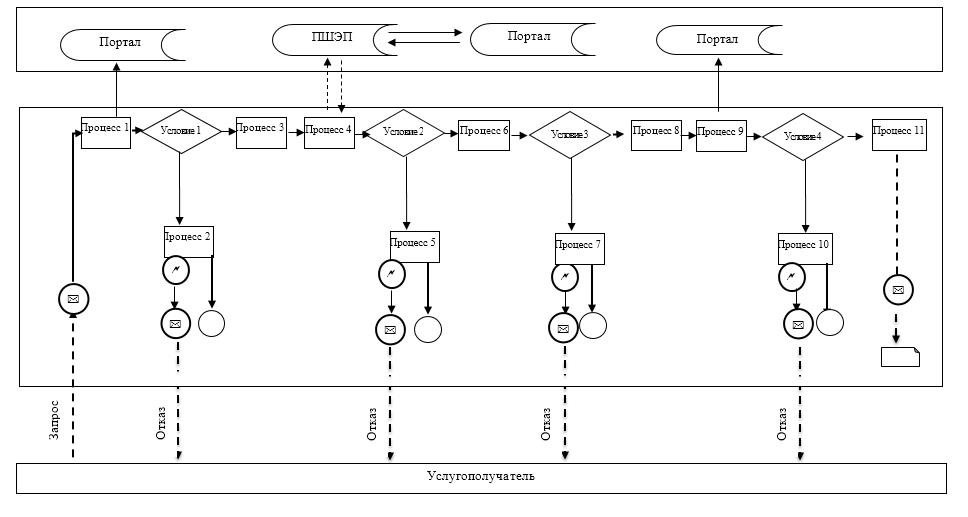 Портал
ПШЭП
Портал
Портал
Процесс 1
Условие 1
Процесс 3
Процесс 4
Условие 2
Процесс 6
Условие 3
Процесс 8
Процесс 9
Условие 4
Процесс 11
Процесс 2
Процесс 5
Процесс 7
Процесс 10
Запрос
Отказ
Отказ
Отказ
Отказ
Услугополучатель